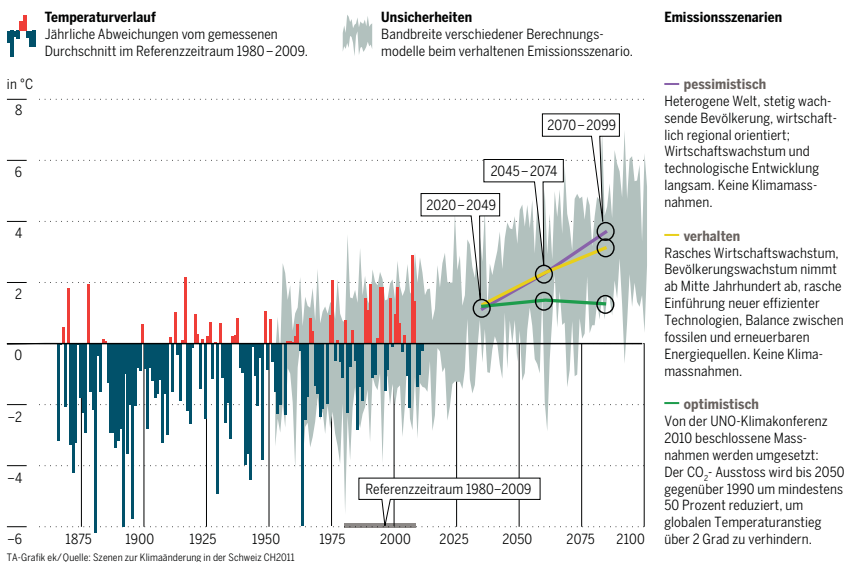 Temperaturverlauf
Jährliche Abweichungen vom gemessenen
Durchschnitt im Referenzzeitraum 1980–2009.
Unsicherheiten
Bandbreite verschiedener Berechnungs-
modelle beim verhaltenen Emissionsszenario.
Emissionsszenarien
in °C
8
6
4
2
0
–2
–4
–6
2020–2049
2045–2074
2070–2099
Referenzzeitraum 1980–2009
1875
1900
1925
1950
1975
2000
2025
2050
2075
2100
pessimistisch
Heterogene Welt, stetig wach-
sende Bevölkerung, wirtschaft-
lich regional orientiert;
Wirtschaftswachstum und
technologische Entwicklung
langsam. Keine Klimamass-
nahmen.
verhalten
Rasches Wirtschaftswachstum,
Bevölkerungswachstum nimmt
ab Mitte Jahrhundert ab, rasche
Einführung neuer effizienter
Technologien, Balance zwischen
fossilen und erneuerbaren
Energiequellen. Keine Klima-
massnahmen.
optimistisch
Von der UNO-Klimakonferenz
2010 beschlossene Mass-
nahmen werden umgesetzt:
Der CO₂- Ausstoss wird bis 2050
gegenüber 1990 um mindestens
50 Prozent reduziert, um
globalen Temperaturanstieg
über 2 Grad zu verhindern.
TA-Grafik ek/Quelle: Szenen zur Klimaänderung in der Schweiz CH2011